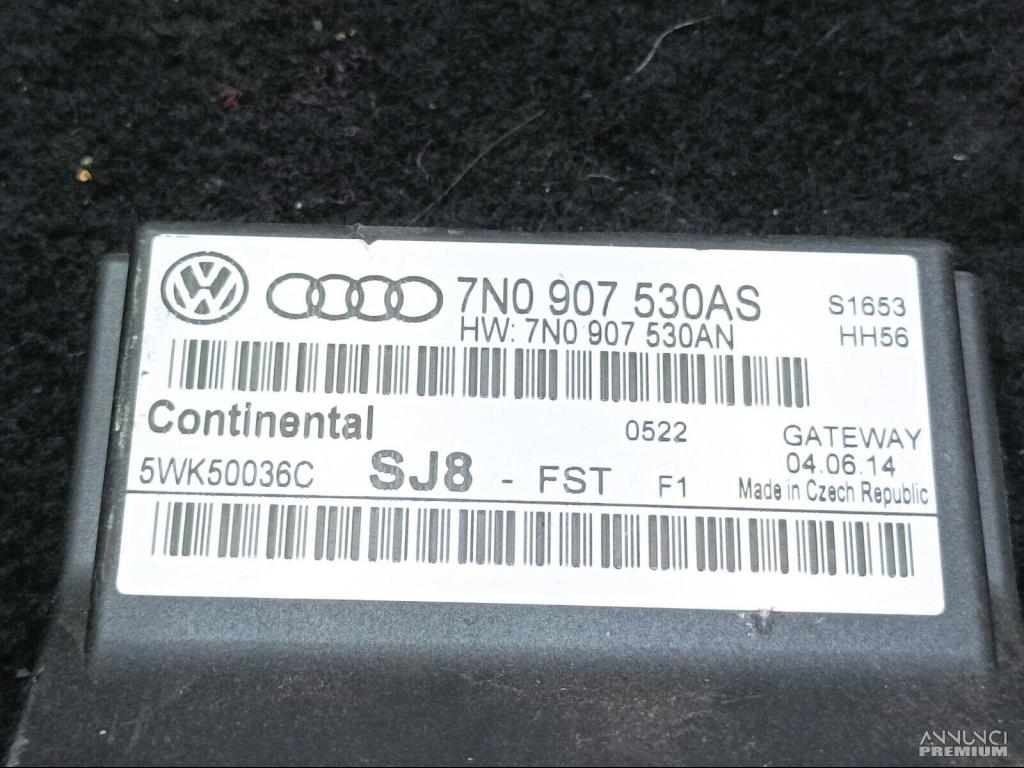 7N0 907 530AS S1653
HW: 7N0 907 530AN HH56
Continental 0522 GATEWAY
5WK50036C SJ8 - FST F1 04.06.14
Made in Czech Republic
ANNUNCI
PREMIUM